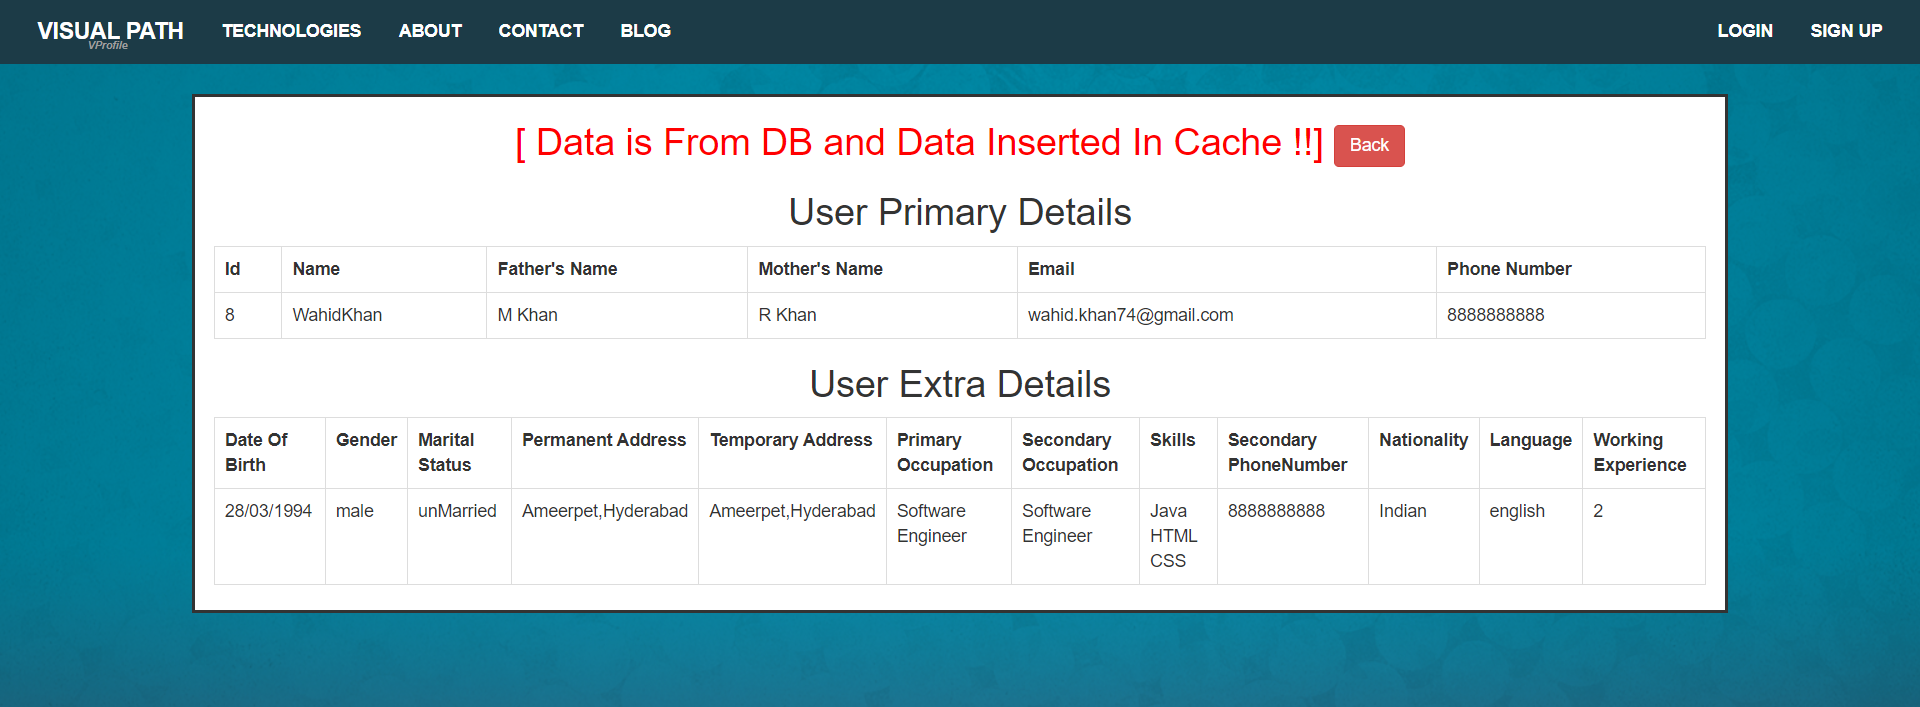 VISUAL PATH TECHNOLOGIES ABOUT CONTACT BLOG LOGIN SIGN UP
VProfile
[ Data is From DB and Data Inserted In Cache !!] Back
User Primary Details
Id Name Father's Name Mother's Name Email Phone Number
8 WahidKhan M Khan R Khan wahid.khan74@gmail.com 8888888888
User Extra Details
Date Of Gender Marital Permanent Address Temporary Address Primary Secondary Skills Secondary Nationality Language Working
Birth Status Occupation Occupation PhoneNumber Experience
28/03/1994 male unMarried Ameerpet,Hyderabad Ameerpet,Hyderabad Software Software Java 8888888888 Indian english 2
Engineer Engineer HTML
CSS